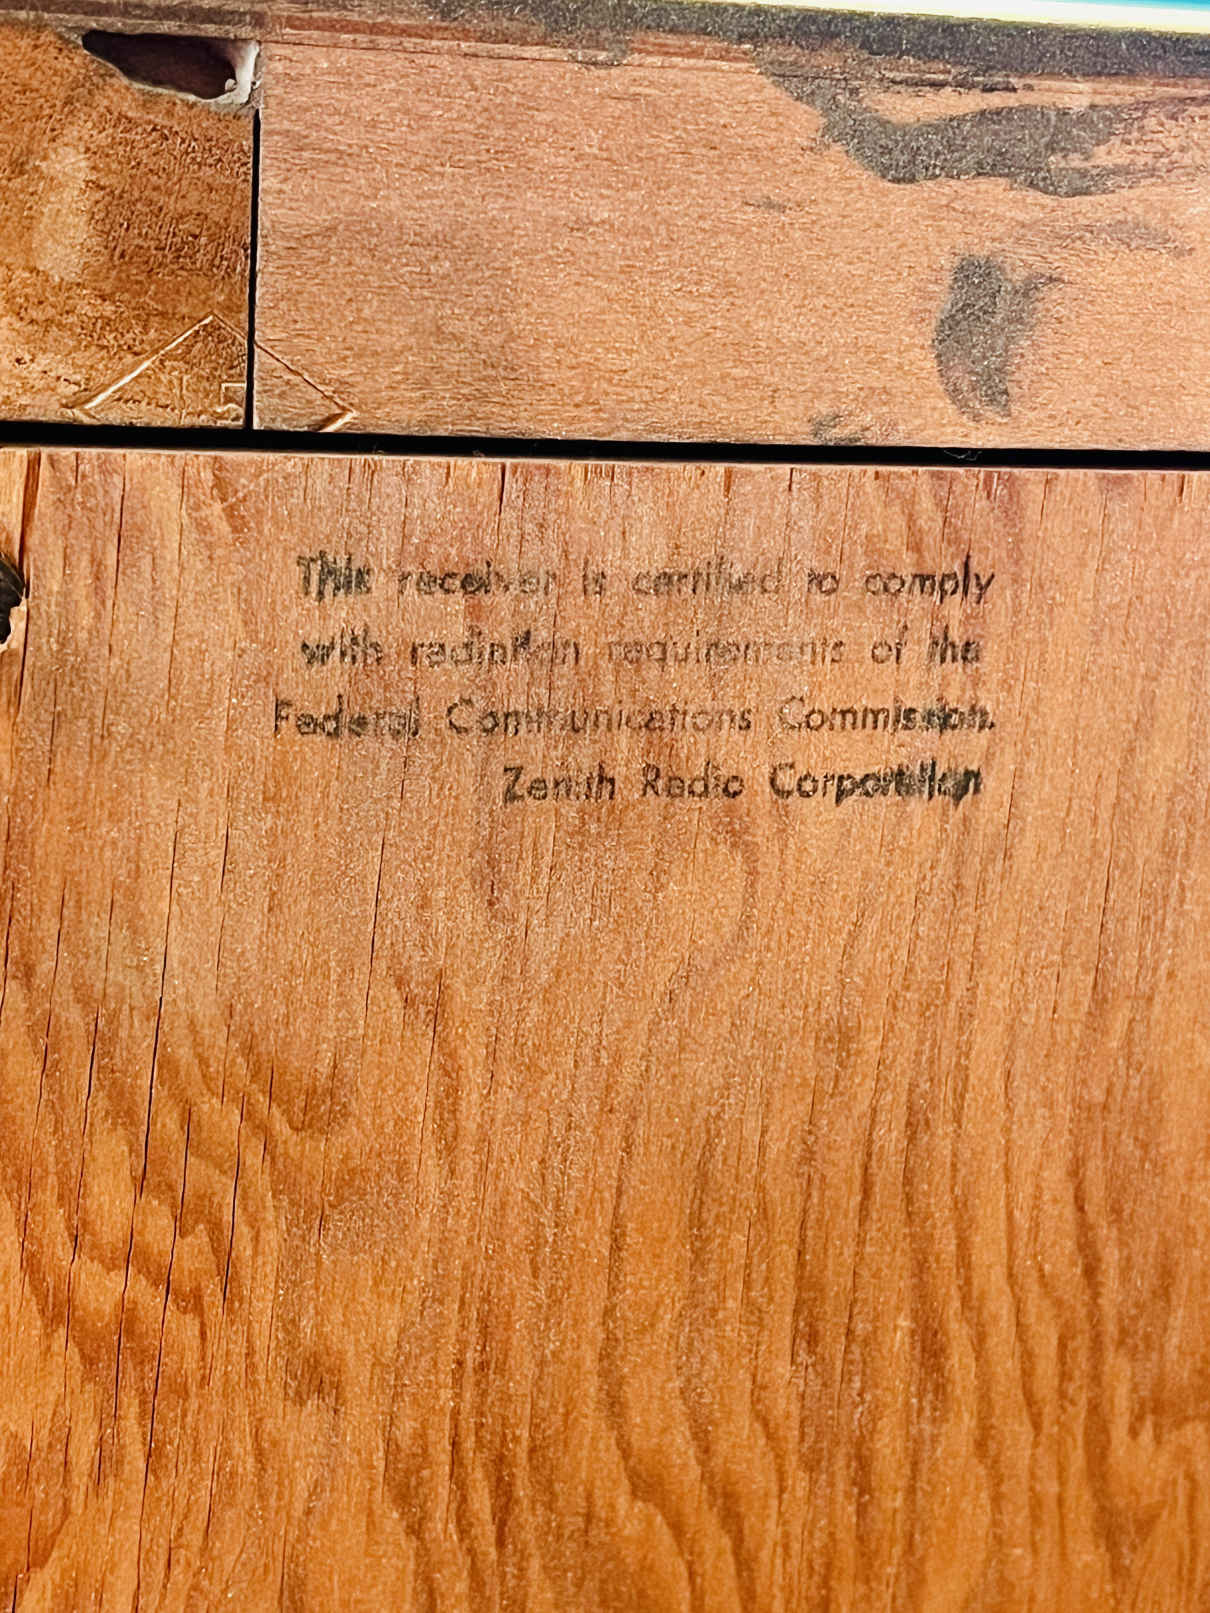 This receiver is certified to comply
with radiation requirements of the
Federal Communications Commission.
Zenith Radio Corporation